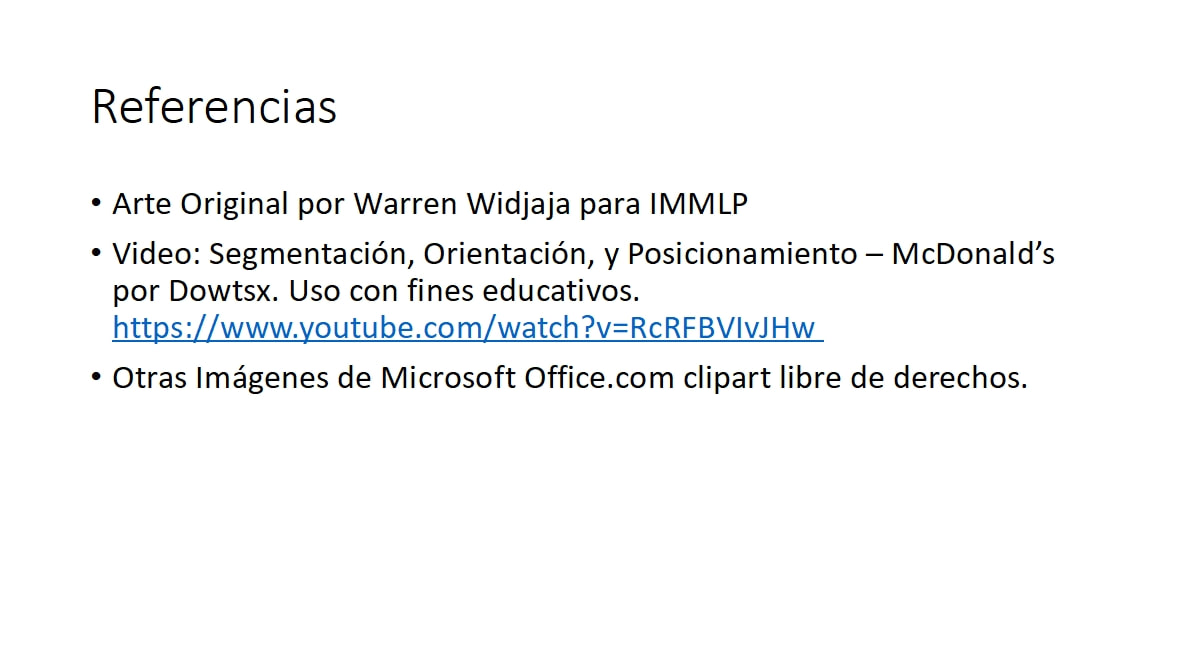 Referencias
• Arte Original por Warren Widjaja para IMMLP
• Video: Segmentación, Orientación, y Posicionamiento – McDonald’s
por Dowtsx. Uso con fines educativos.
https://www.youtube.com/watch?v=RcRFBVIvJHw
• Otras Imágenes de Microsoft Office.com clipart libre de derechos.